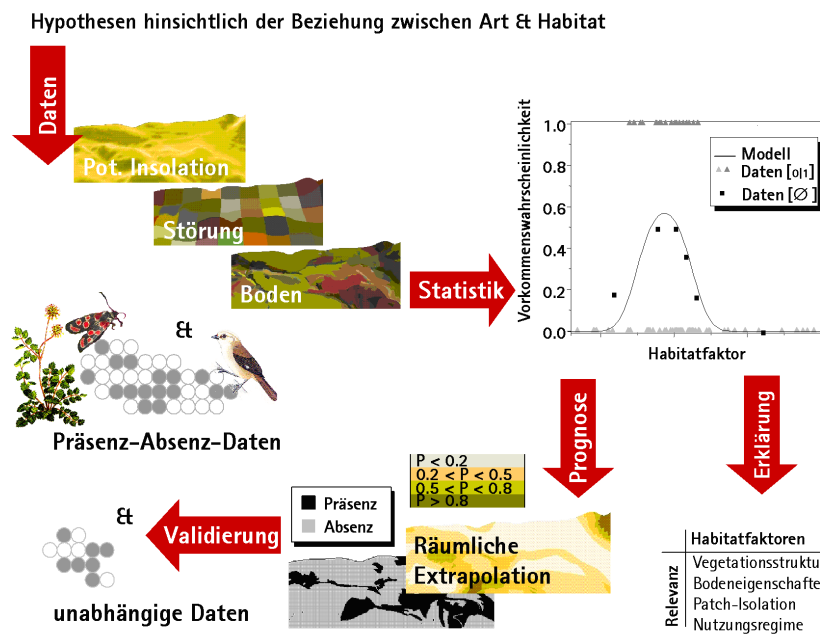 Hypothesen hinsichtlich der Beziehung zwischen Art & Habitat
Daten
Pot. Insolation
Störung
Boden
Statistik
&
Präsenz-Absenz-Daten
Vorkommenswahrscheinlichkeit
1.0
0.8
0.6
0.4
0.2
0.0
Modell
Daten [0|1]
Daten [∅]
Habitatfaktor
Prognose
Erklärung
P < 0.2
0.2 < P < 0.5
0.5 < P < 0.8
P > 0.8
Räumliche
Extrapolation
Präsenz
Absenz
Validierung
&
unabhängige Daten
Habitatfaktoren
Relevanz
Vegetationsstruktu
Bodeneigenschafte
Patch-Isolation
Nutzungsregime